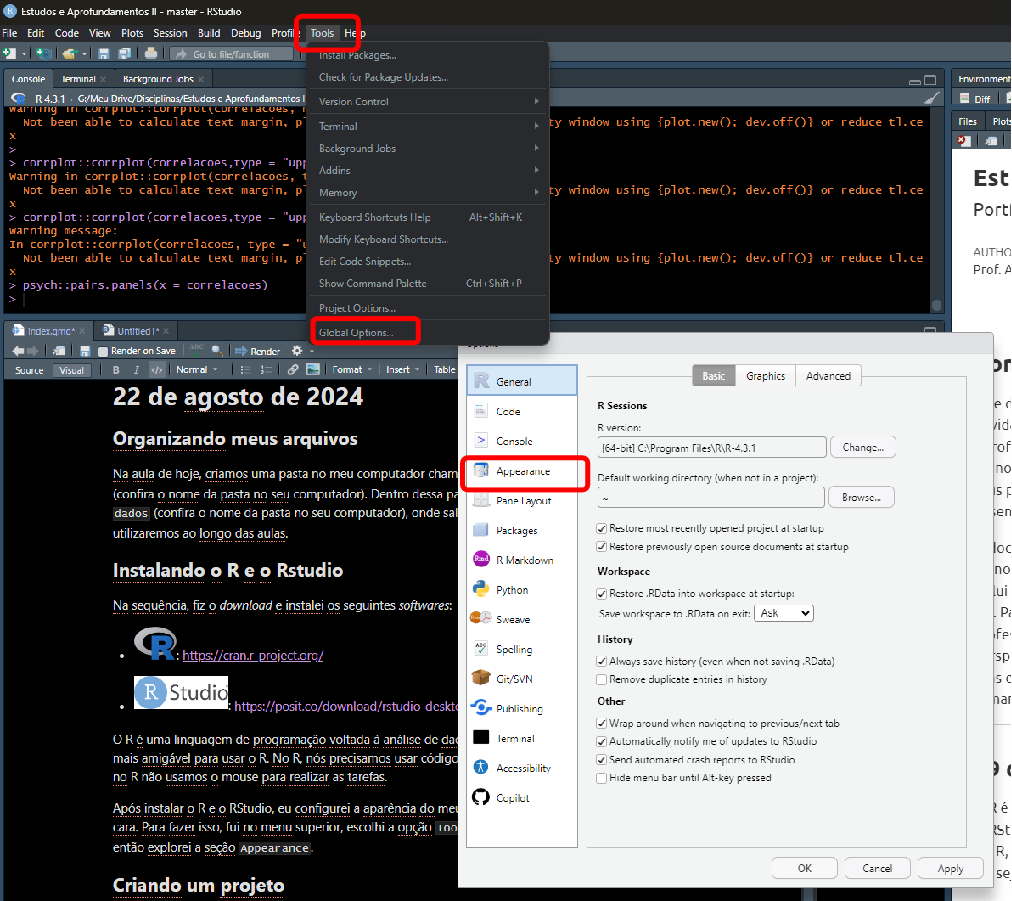 Estudos e Aprofundamentos II - master - RStudio
File Edit Code View Plots Session Build Debug Profile Tools Help
Go to file/function
Console Terminal Background Jobs
R 4.3.1 · G:/Meu Drive/Disciplinas/Estudos e Aprofundamentos I
Warning in corrplot::corrplot(correlacoes,
Not been able to calculate text margin, pl
ty window using {plot.new(); dev.off()} or reduce tl.ce
x
>
> corrplot::corrplot(correlacoes,type = "upp
Warning in corrplot::corrplot(correlacoes, t
Not been able to calculate text margin, pl
ty window using {plot.new(); dev.off()} or reduce tl.ce
x
> corrplot::corrplot(correlacoes,type = "upp
Warning message:
In corrplot::corrplot(correlacoes, type = "u
Not been able to calculate text margin, pl
ty window using {plot.new(); dev.off()} or reduce tl.ce
x
> psych::pairs.panels(x = correlacoes)
>
Install Packages...
Check for Package Updates...
Version Control
Terminal
Background Jobs
Addins
Memory
Keyboard Shortcuts Help Alt+Shift+K
Modify Keyboard Shortcuts...
Edit Code Snippets...
Show Command Palette Ctrl+Shift+P
Project Options...
Global Options...
Environment
Diff
Files Plots
Est
Portf
AUTHO
Prof. A
index.qmd* Untitled1*
Render on Save ABC Render
Source Visual B I </> Normal Format Insert Table
22 de agosto de 2024
Organizando meus arquivos
Na aula de hoje, criamos uma pasta no meu computador cham
(confira o nome da pasta no seu computador). Dentro dessa pa
dados (confira o nome da pasta no seu computador), onde sal
utilizaremos ao longo das aulas.
Instalando o R e o Rstudio
Na sequência, fiz o download e instalei os seguintes softwares:
R : https://cran.r-project.org/
R Studio : https://posit.co/download/rstudio-deskto
O R é uma linguagem de programação voltada à análise de dad
mais amigável para usar o R. No R, nós precisamos usar código
no R não usamos o mouse para realizar as tarefas.
Após instalar o R e o RStudio, eu configurei a aparência do meu
cara. Para fazer isso, fui no menu superior, escolhi a opção Too
então explorei a seção Appearance.
Criando um projeto
General
Code
Console
Appearance
Pane Layout
Packages
R Markdown
Python
Sweave
Spelling
Git/SVN
Publishing
Terminal
Accessibility
Copilot
Basic Graphics Advanced
R Sessions
R version:
[64-bit] C:\Program Files\R\R-4.3.1 Change...
Default working directory (when not in a project):
~ Browse...
Restore most recently opened project at startup
Restore previously open source documents at startup
Workspace
Restore .RData into workspace at startup:
Save workspace to .RData on exit: Ask
History
Always save history (even when not saving .RData)
Remove duplicate entries in history
Other
Wrap around when navigating to previous/next tab
Automatically notify me of updates to RStudio
Send automated crash reports to RStudio
Hide menu bar until Alt-key pressed
OK Cancel Apply